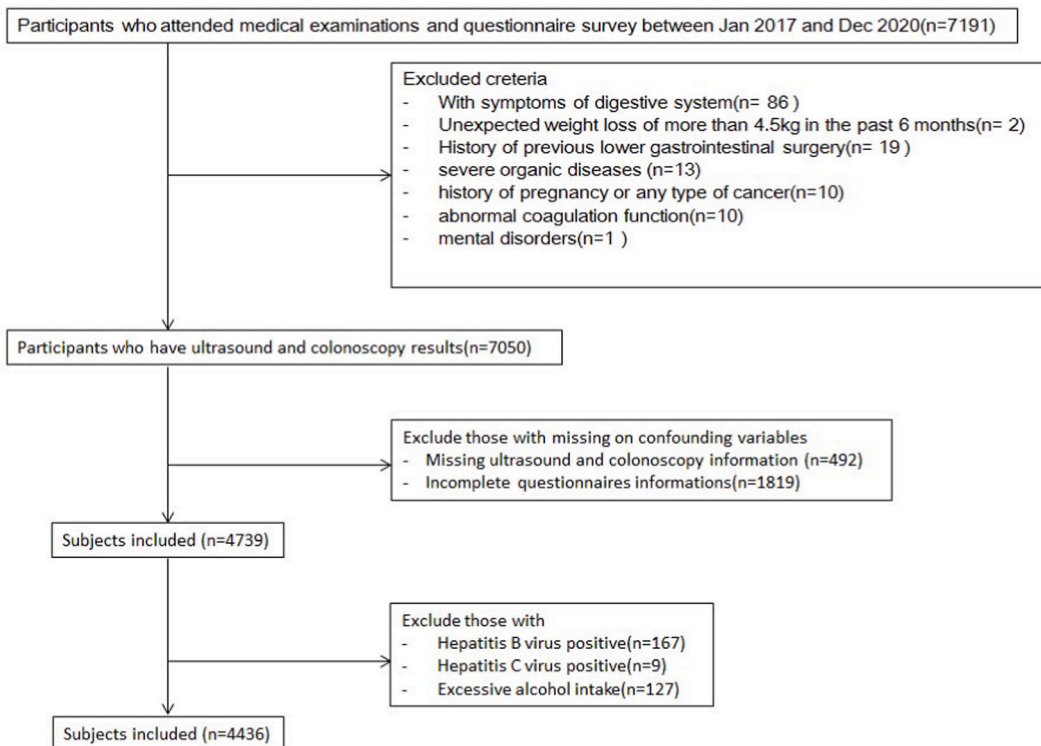 Participants who attended medical examinations and questionnaire survey between Jan 2017 and Dec 2020(n=7191)
Excluded creteria
- With symptoms of digestive system(n= 86 )
- Unexpected weight loss of more than 4.5kg in the past 6 months(n= 2)
- History of previous lower gastrointestinal surgery(n= 19 )
- severe organic diseases (n=13)
- history of pregnancy or any type of cancer(n=10)
- abnormal coagulation function(n=10)
- mental disorders(n=1 )
Participants who have ultrasound and colonoscopy results(n=7050)
Exclude those with missing on confounding variables
- Missing ultrasound and colonoscopy information (n=492)
- Incomplete questionnaires informations(n=1819)
Subjects included (n=4739)
Exclude those with
- Hepatitis B virus positive(n=167)
- Hepatitis C virus positive(n=9)
- Excessive alcohol intake(n=127)
Subjects included (n=4436)